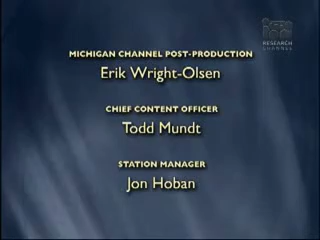 RESEARCH
CHANNEL
MICHIGAN CHANNEL POST-PRODUCTION
Erik Wright-Olsen
CHIEF CONTENT OFFICER
Todd Mundt
STATION MANAGER
Jon Hoban